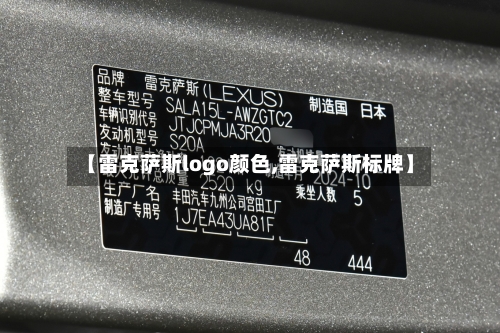 品牌 雷克萨斯(LEXUS)
整车型号 SALA15L-AWZGTC2 制造国 日本
车辆识别代号 JTJCPMJA3R20
发动机型号 S20A
【雷克萨斯logo颜色,雷克萨斯标牌】
总质量 2520 kg 2024-10
生产厂名 丰田汽车九州公司宫田工厂 乘坐人数 5
制造厂专用号 1J7EA43UA81F
48 444